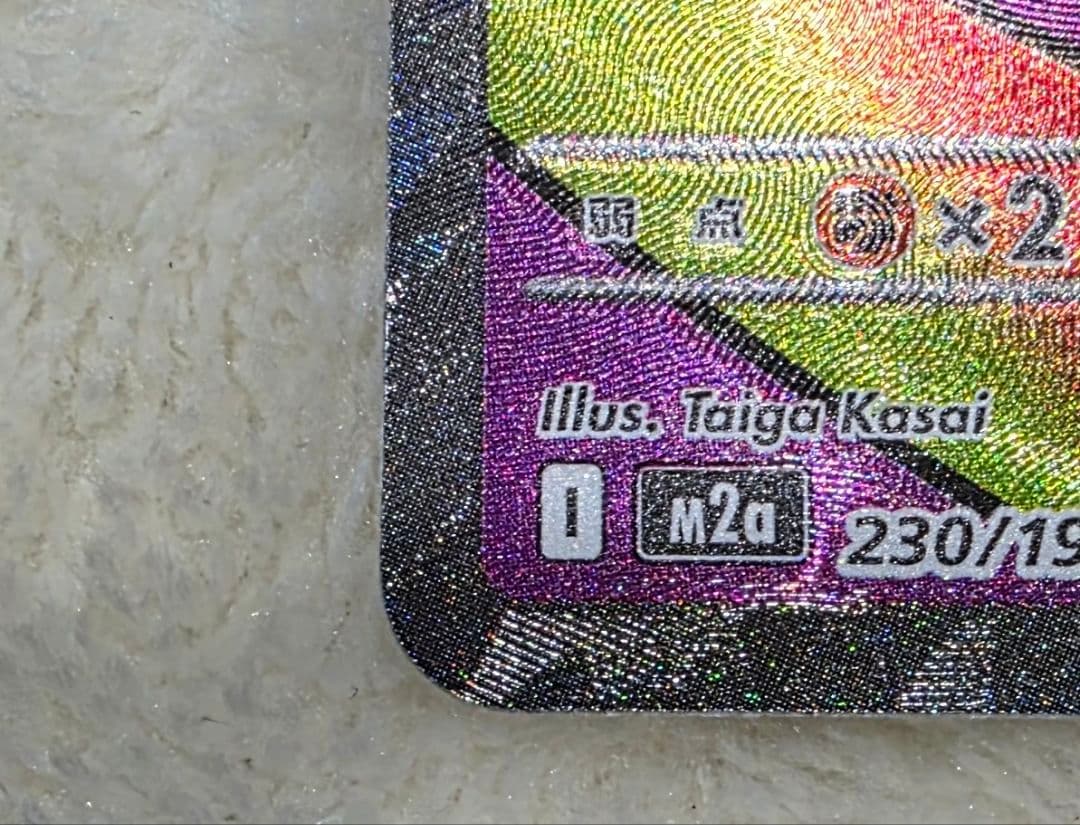 弱 点 ×2
Illus. Taiga Kasai
I M2a 230/19